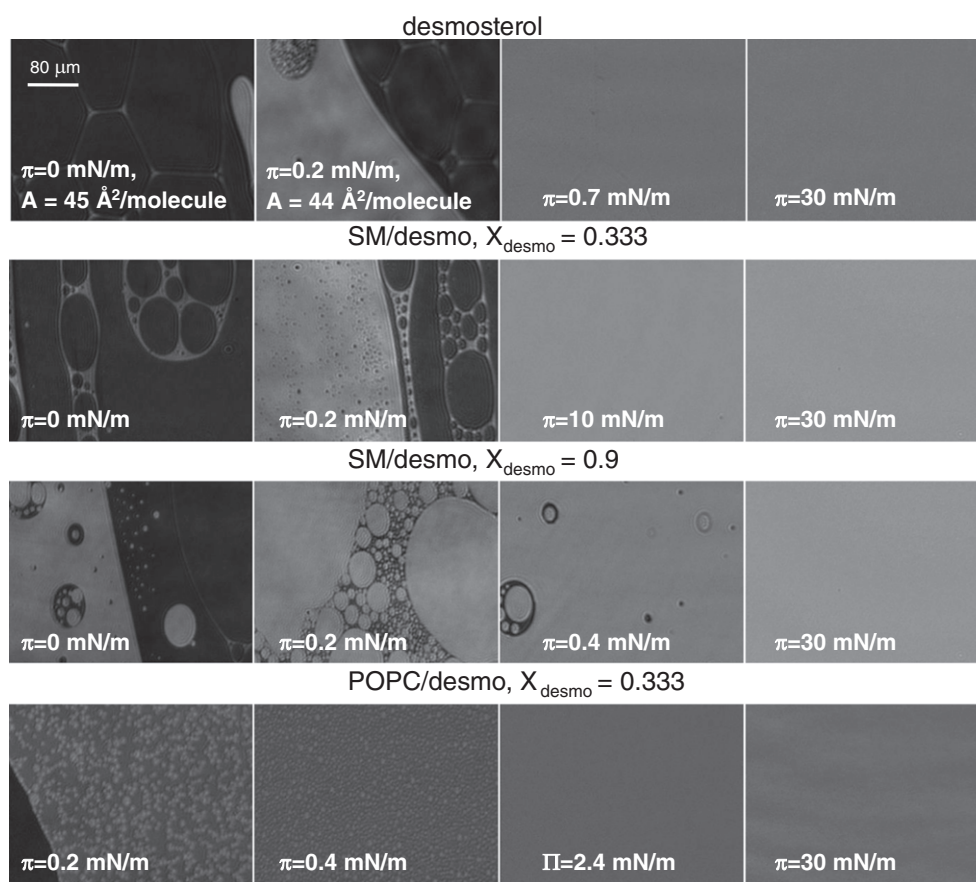 desmosterol
80 μm
π=0 mN/m,
A = 45 Å²/molecule
π=0.2 mN/m,
A = 44 Å²/molecule
π=0.7 mN/m
π=30 mN/m
SM/desmo, X_desmo = 0.333
π=0 mN/m
π=0.2 mN/m
π=10 mN/m
π=30 mN/m
SM/desmo, X_desmo = 0.9
π=0 mN/m
π=0.2 mN/m
π=0.4 mN/m
π=30 mN/m
POPC/desmo, X_desmo = 0.333
π=0.2 mN/m
π=0.4 mN/m
Π=2.4 mN/m
π=30 mN/m